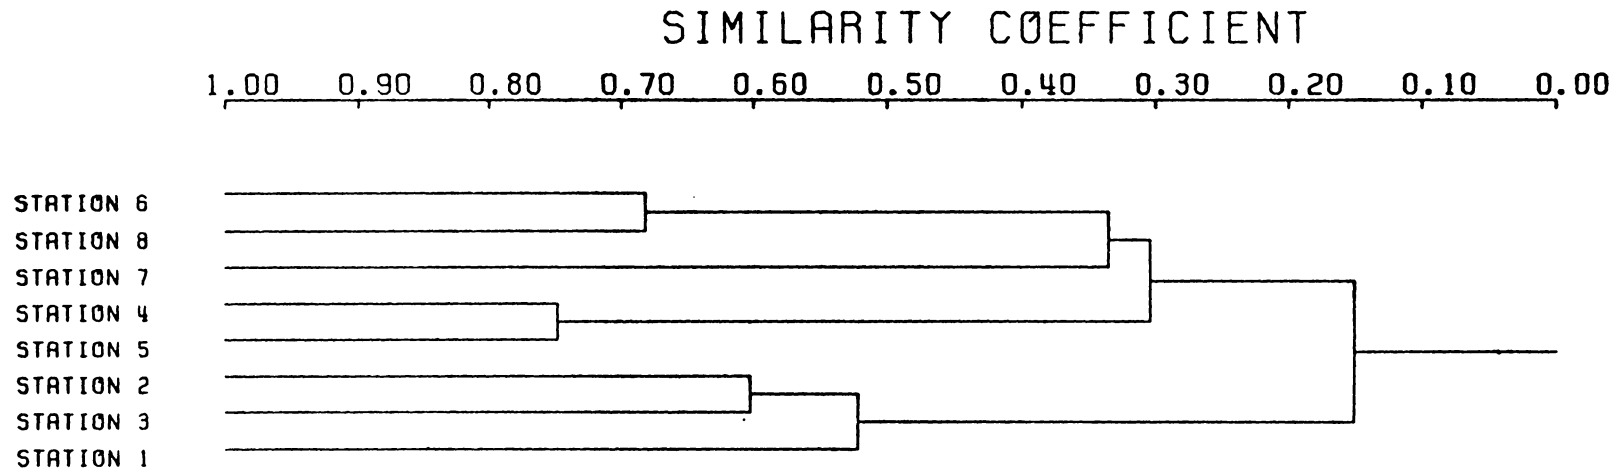 SIMILARITY COEFFICIENT
1.00 0.90 0.80 0.70 0.60 0.50 0.40 0.30 0.20 0.10 0.00
STATION 6
STATION 8
STATION 7
STATION 4
STATION 5
STATION 2
STATION 3
STATION 1